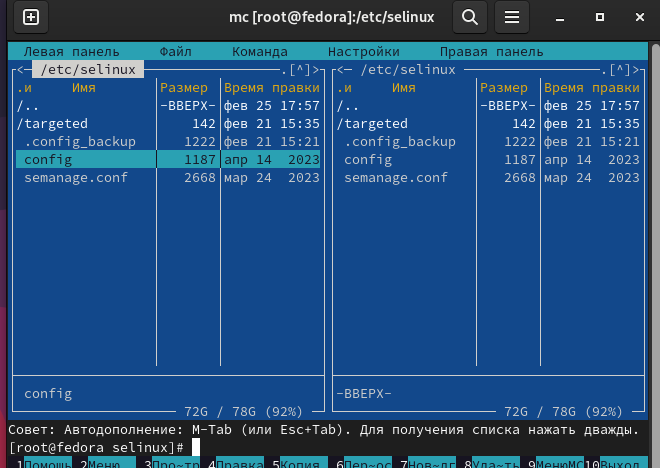 mc [root@fedora]:/etc/selinux
Левая панель Файл Команда Настройки Правая панель
<─ /etc/selinux .[^]> <─ /etc/selinux .[^]>
.и Имя Размер Время правки .и Имя Размер Время правки
/.. -ВВЕРХ- фев 25 17:57 /.. -ВВЕРХ- фев 25 17:57
/targeted 142 фев 21 15:35 /targeted 142 фев 21 15:35
.config_backup 1222 фев 21 15:21 .config_backup 1222 фев 21 15:21
config 1187 апр 14 2023 config 1187 апр 14 2023
semanage.conf 2668 мар 24 2023 semanage.conf 2668 мар 24 2023
config -ВВЕРХ-
72G / 78G (92%) 72G / 78G (92%)
Совет: Автодополнение: M-Tab (или Esc+Tab). Для получения списка нажать дважды.
[root@fedora selinux]#
1Помощь 2Меню 3Про~тр 4Правка 5Копия 6Пер~ос 7Нов~лг 8Уда~ть 9МенюMC 10Выход